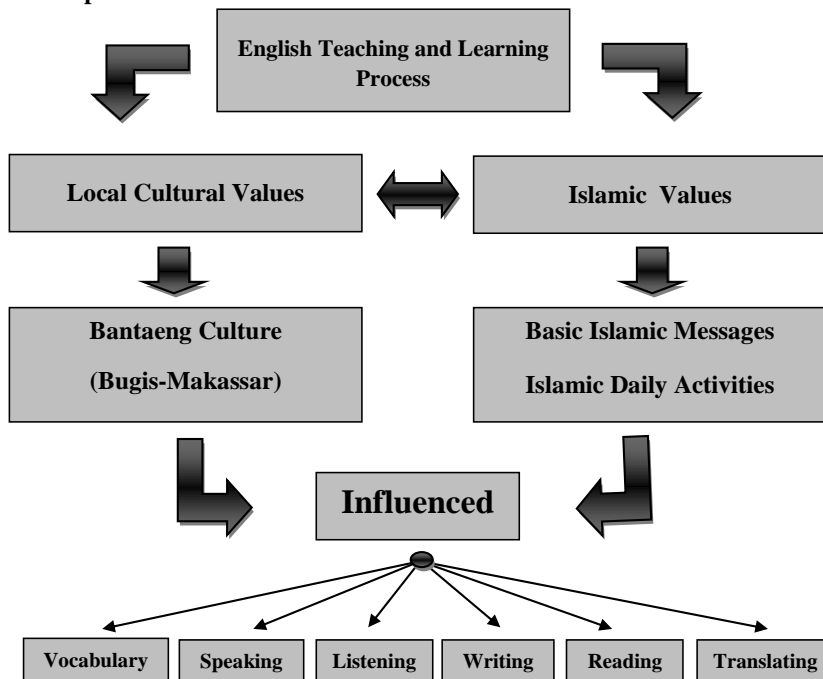 English Teaching and Learning
Process
Local Cultural Values
Islamic Values
Bantaeng Culture
(Bugis-Makassar)
Basic Islamic Messages
Islamic Daily Activities
Influenced
Vocabulary
Speaking
Listening
Writing
Reading
Translating